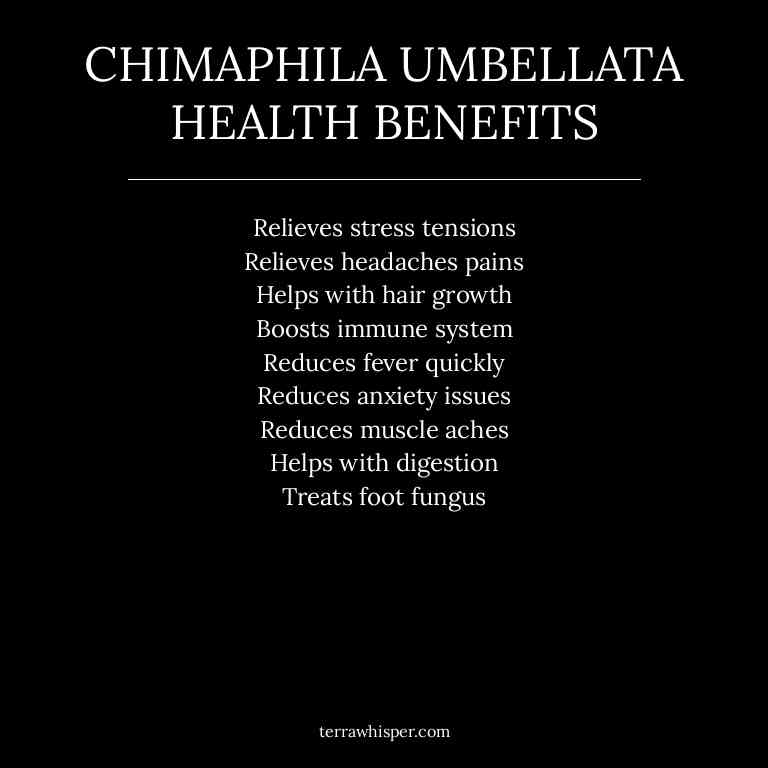 CHIMAPHILA UMBELLATA
HEALTH BENEFITS
Relieves stress tensions
Relieves headaches pains
Helps with hair growth
Boosts immune system
Reduces fever quickly
Reduces anxiety issues
Reduces muscle aches
Helps with digestion
Treats foot fungus
terrawhisper.com